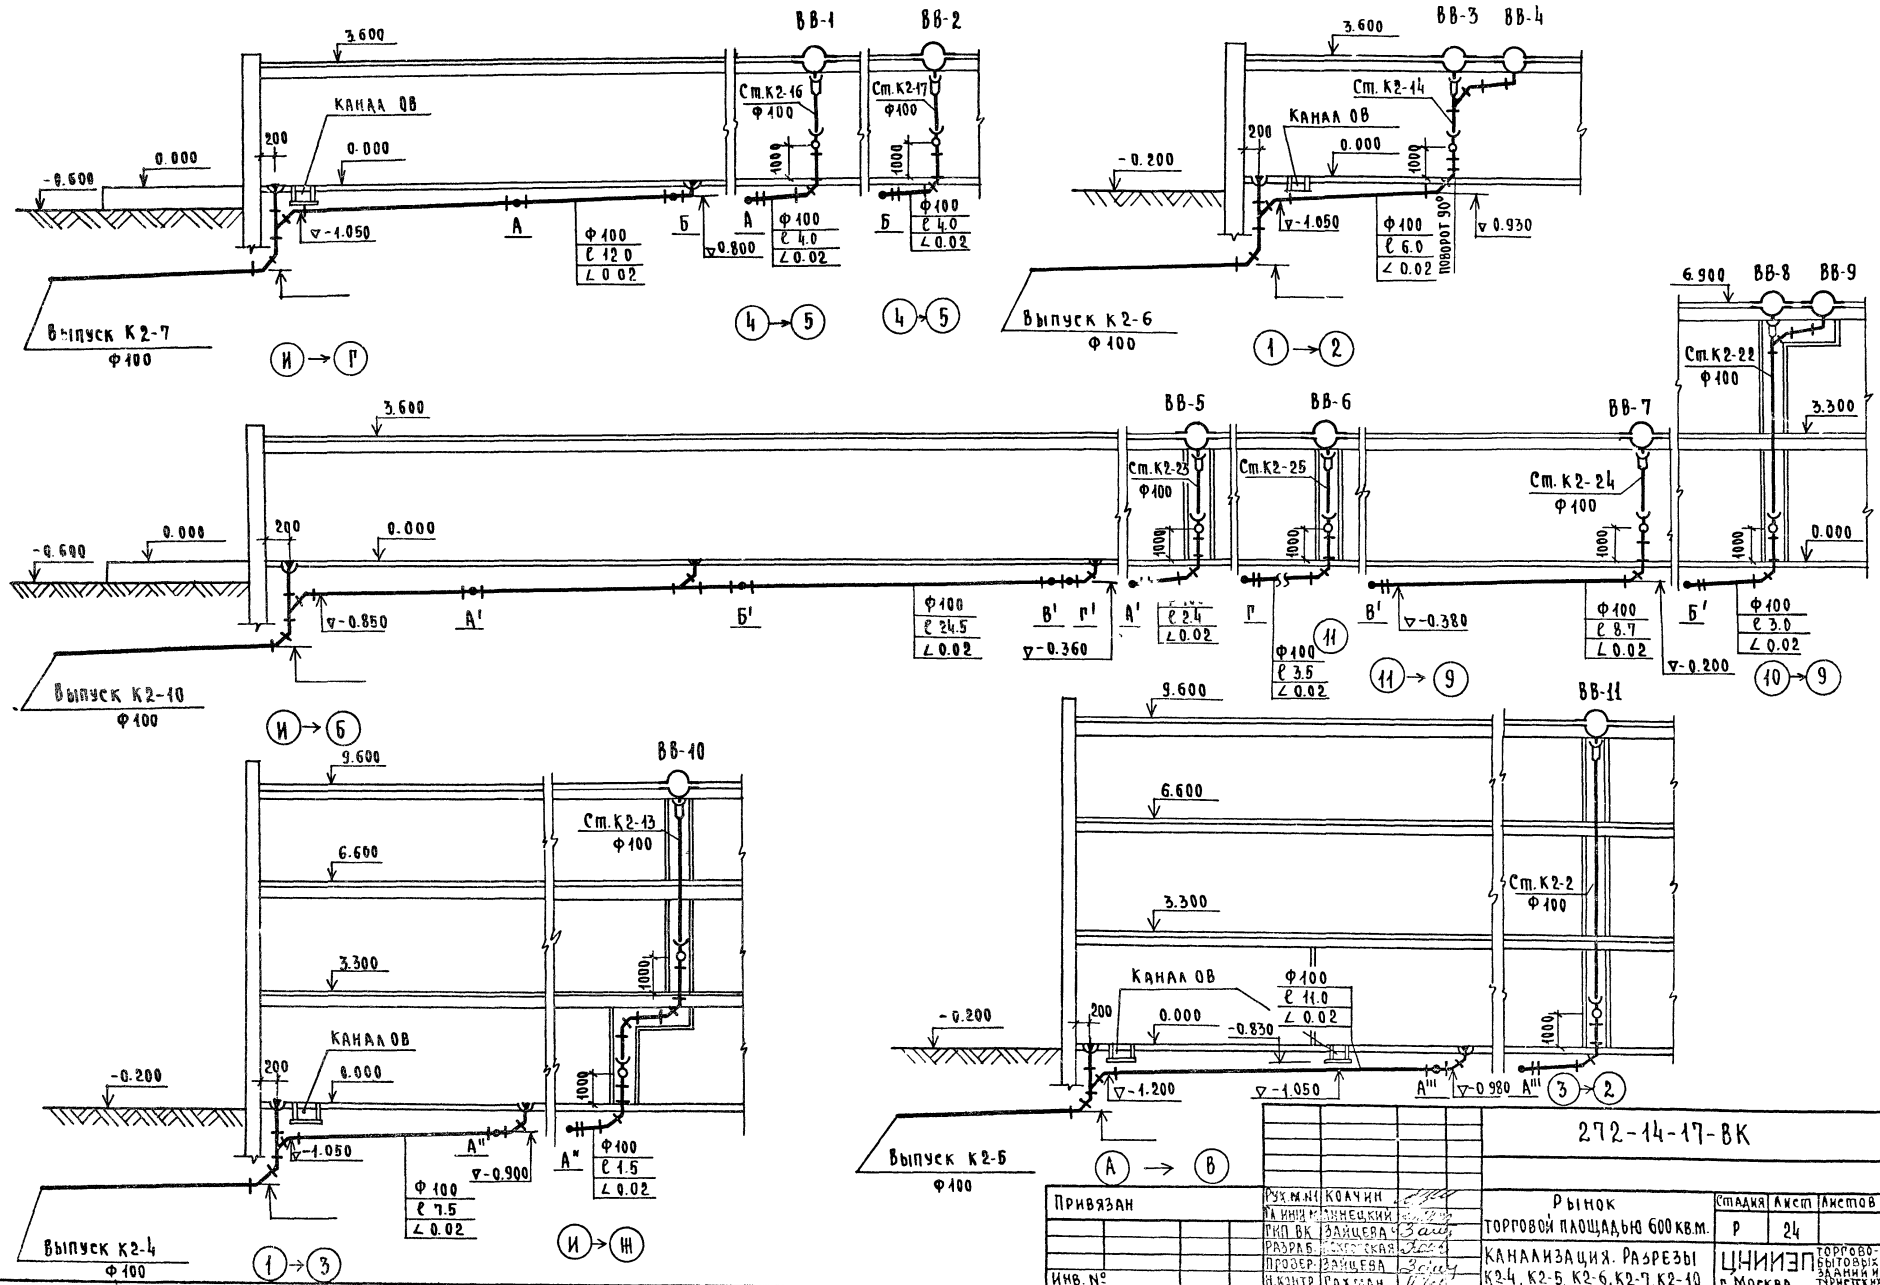 ВВ-1
ВВ-2
3.600
Ст.К2-16
ф100
Ст.К2-17
ф100
КАНАЛ ОВ
200
0.000
0.000
-0.600
1000
1000
А
Б
А
Б
▽-1.050
▽0.800
ф100
ℓ 12.0
∠0.02
ф100
ℓ 4.0
∠0.02
ф100
ℓ 4.0
∠0.02
Выпуск К2-7
ф100
И → Г
4 → 5
4 → 5
ВВ-3
ВВ-4
3.600
Ст.К2-14
КАНАЛ ОВ
200
0.000
-0.200
1000
▽-1.050
ф100
ℓ 6.0
∠0.02
ПОВОРОТ 90°
▽0.930
Выпуск К2-6
ф100
1 → 2
6.900
ВВ-8
ВВ-9
Ст.К2-22
ф100
3.300
0.000
1000
Б'
ф100
ℓ 3.0
∠0.02
10 → 9
3.600
ВВ-5
ВВ-6
ВВ-7
Ст.К2-23
ф100
Ст.К2-25
Ст.К2-24
ф100
200
0.000
0.000
-0.600
1000
1000
1000
▽-0.850
А'
Б'
ф100
ℓ 24.5
∠0.02
В'
Г'
▽-0.360
А'
ℓ 2.4
∠0.02
Г
ф100
ℓ 3.5
∠0.02
11
В'
▽-0.380
ф100
ℓ 8.7
∠0.02
▽-0.200
11 → 9
Выпуск К2-10
ф100
И → Б
9.600
ВВ-10
Ст.К2-13
ф100
6.600
3.300
1000
КАНАЛ ОВ
200
0.000
-0.200
1000
▽-1.050
А"
▽-0.900
А"
ф100
ℓ 7.5
∠0.02
ф100
ℓ 1.5
∠0.02
Выпуск К2-4
ф100
1 → 3
И → Ж
9.600
ВВ-11
6.600
Ст.К2-2
ф100
3.300
КАНАЛ ОВ
ф100
ℓ 11.0
∠0.02
200
0.000
-0.830
-0.200
1000
▽-1.200
▽-1.050
А'''
▽-0.980
А'''
3 → 2
Выпуск К2-5
ф100
А → В
272-14-17-ВК
ПРИВЯЗАН
ИНВ. №
КОЛЧИН
ГИП ВК ЗАЙЦЕВА
РАЗРАБ.
ПРОВЕР. ЗАЙЦЕВА
Н.КОНТР.
РЫНОК
ТОРГОВОЙ ПЛОЩАДЬЮ 600 КВ.М.
СТАДИЯ ЛИСТ ЛИСТОВ
Р 24
КАНАЛИЗАЦИЯ. РАЗРЕЗЫ
К2-4, К2-5, К2-6, К2-7, К2-10
ЦНИИЭП
ТОРГОВО-
БЫТОВЫХ
ЗДАНИЙ И
г. МОСКВА